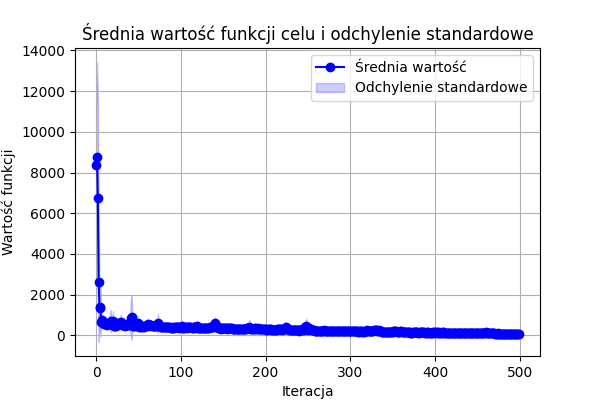 Średnia wartość funkcji celu i odchylenie standardowe
Wartość funkcji
14000
12000
10000
8000
6000
4000
2000
0
Średnia wartość
Odchylenie standardowe
0 100 200 300 400 500
Iteracja